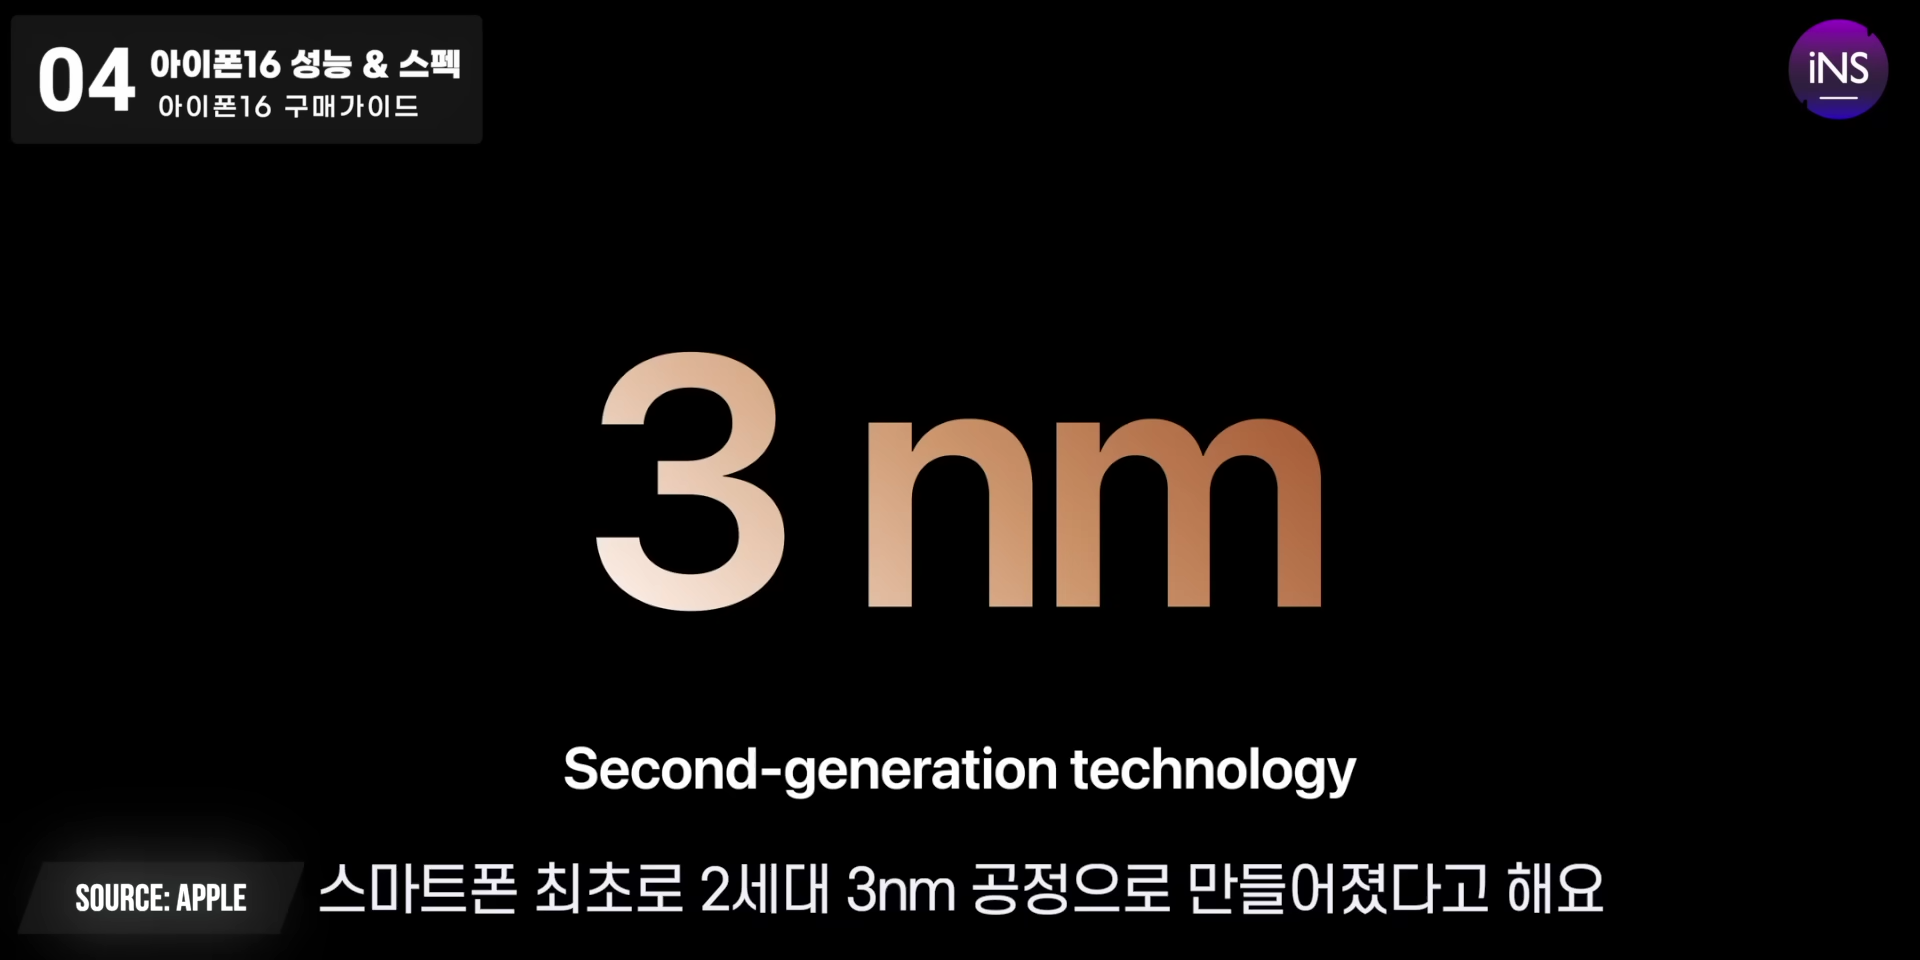 04
아이폰16 성능 & 스펙
아이폰16 구매가이드
iNS
3 nm
Second-generation technology
SOURCE: APPLE
스마트폰 최초로 2세대 3nm 공정으로 만들어졌다고 해요